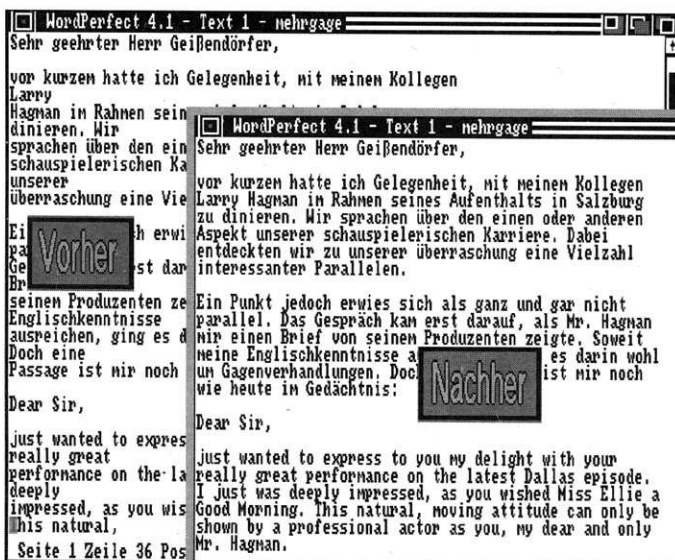 WordPerfect 4.1 - Text 1 - mehrgage
Sehr geehrter Herr Geißendörfer,
vor kurzem hatte ich Gelegenheit, mit meinem Kollegen
Larry
Hagman im Rahmen sein
dinieren. Wir
sprachen über den ein
schauspielerischen Ka
unserer
überraschung eine Vie
Ei h erwi
pa
Ge st dar
Br
seinem Produzenten ze
Englischkenntnisse
ausreichen, ging es d
Doch eine
Passage ist mir noch
Dear Sir,
just wanted to expres
really great
performance on the la
deeply
impressed, as you wis
This natural,
Seite 1 Zeile 36 Pos
Vorher
WordPerfect 4.1 - Text 1 - mehrgage
Sehr geehrter Herr Geißendörfer,
vor kurzem hatte ich Gelegenheit, mit meinem Kollegen
Larry Hagman im Rahmen seines Aufenthalts in Salzburg
zu dinieren. Wir sprachen über den einen oder anderen
Aspekt unserer schauspielerischen Karriere. Dabei
entdeckten wir zu unserer überraschung eine Vielzahl
interessanter Parallelen.
Ein Punkt jedoch erwies sich als ganz und gar nicht
parallel. Das Gespräch kam erst darauf, als Mr. Hagman
mir einen Brief von seinem Produzenten zeigte. Soweit
meine Englischkenntnisse a es darin wohl
um Gagenverhandlungen. Doc ist mir noch
wie heute im Gedächtnis:
Nachher
Dear Sir,
just wanted to express to you my delight with your
really great performance on the latest Dallas episode.
I just was deeply impressed, as you wished Miss Ellie a
Good Morning. This natural, moving attitude can only be
shown by a professional actor as you, my dear and only
Mr. Hagman.